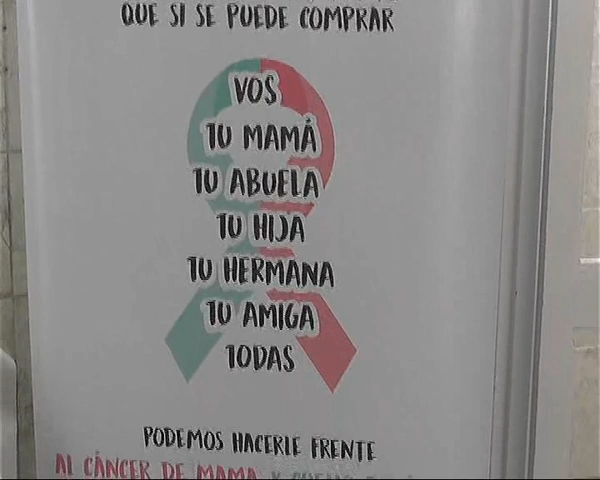 QUE SI SE PUEDE COMPRAR
VOS
TU MAMÁ
TU ABUELA
TU HIJA
TU HERMANA
TU AMIGA
TODAS
PODEMOS HACERLE FRENTE
AL CÁNCER DE MAMA Y